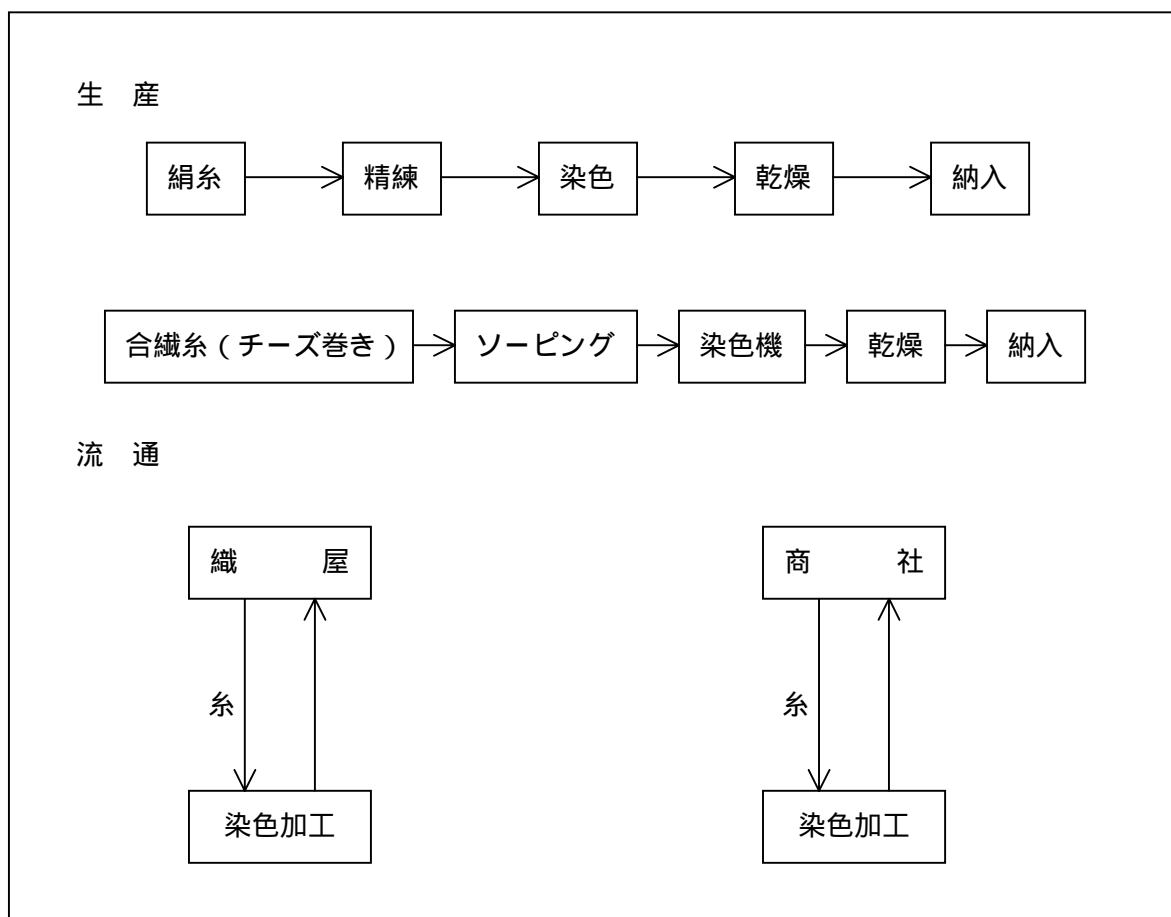 生　産
絹糸 精練 染色 乾燥 納入
合繊糸（チーズ巻き） ソーピング 染色機 乾燥 納入
流　通
織　　屋 商　　社
糸 糸
染色加工 染色加工